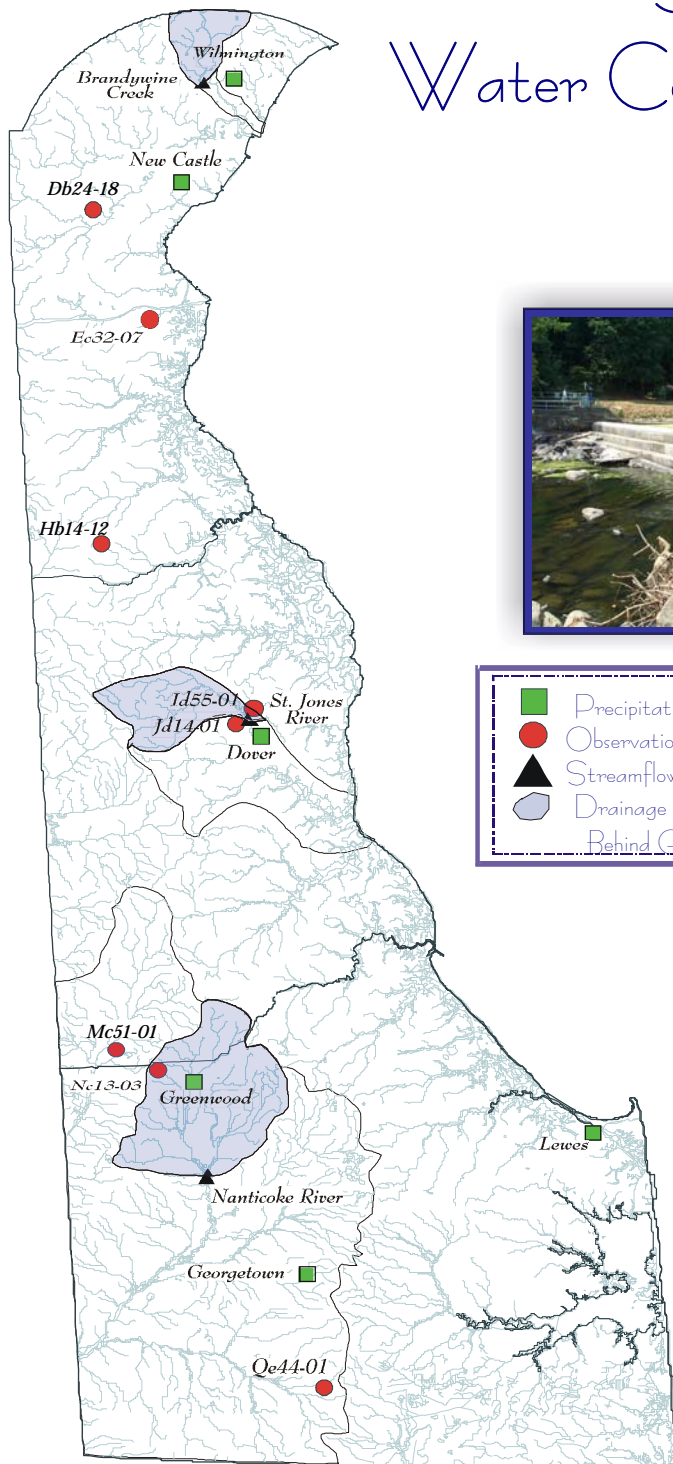 Water Co
Wilmington
Brandywine
Creek
New Castle
Db24-18
Ec32-07
Hb14-12
Id55-01
St. Jones
River
Jd14-01
Dover
Precipitat
Observatio
Streamflow
Drainage
Behind G
Mc51-01
Nc13-03
Greenwood
Lewes
Nanticoke River
Georgetown
Qe44-01